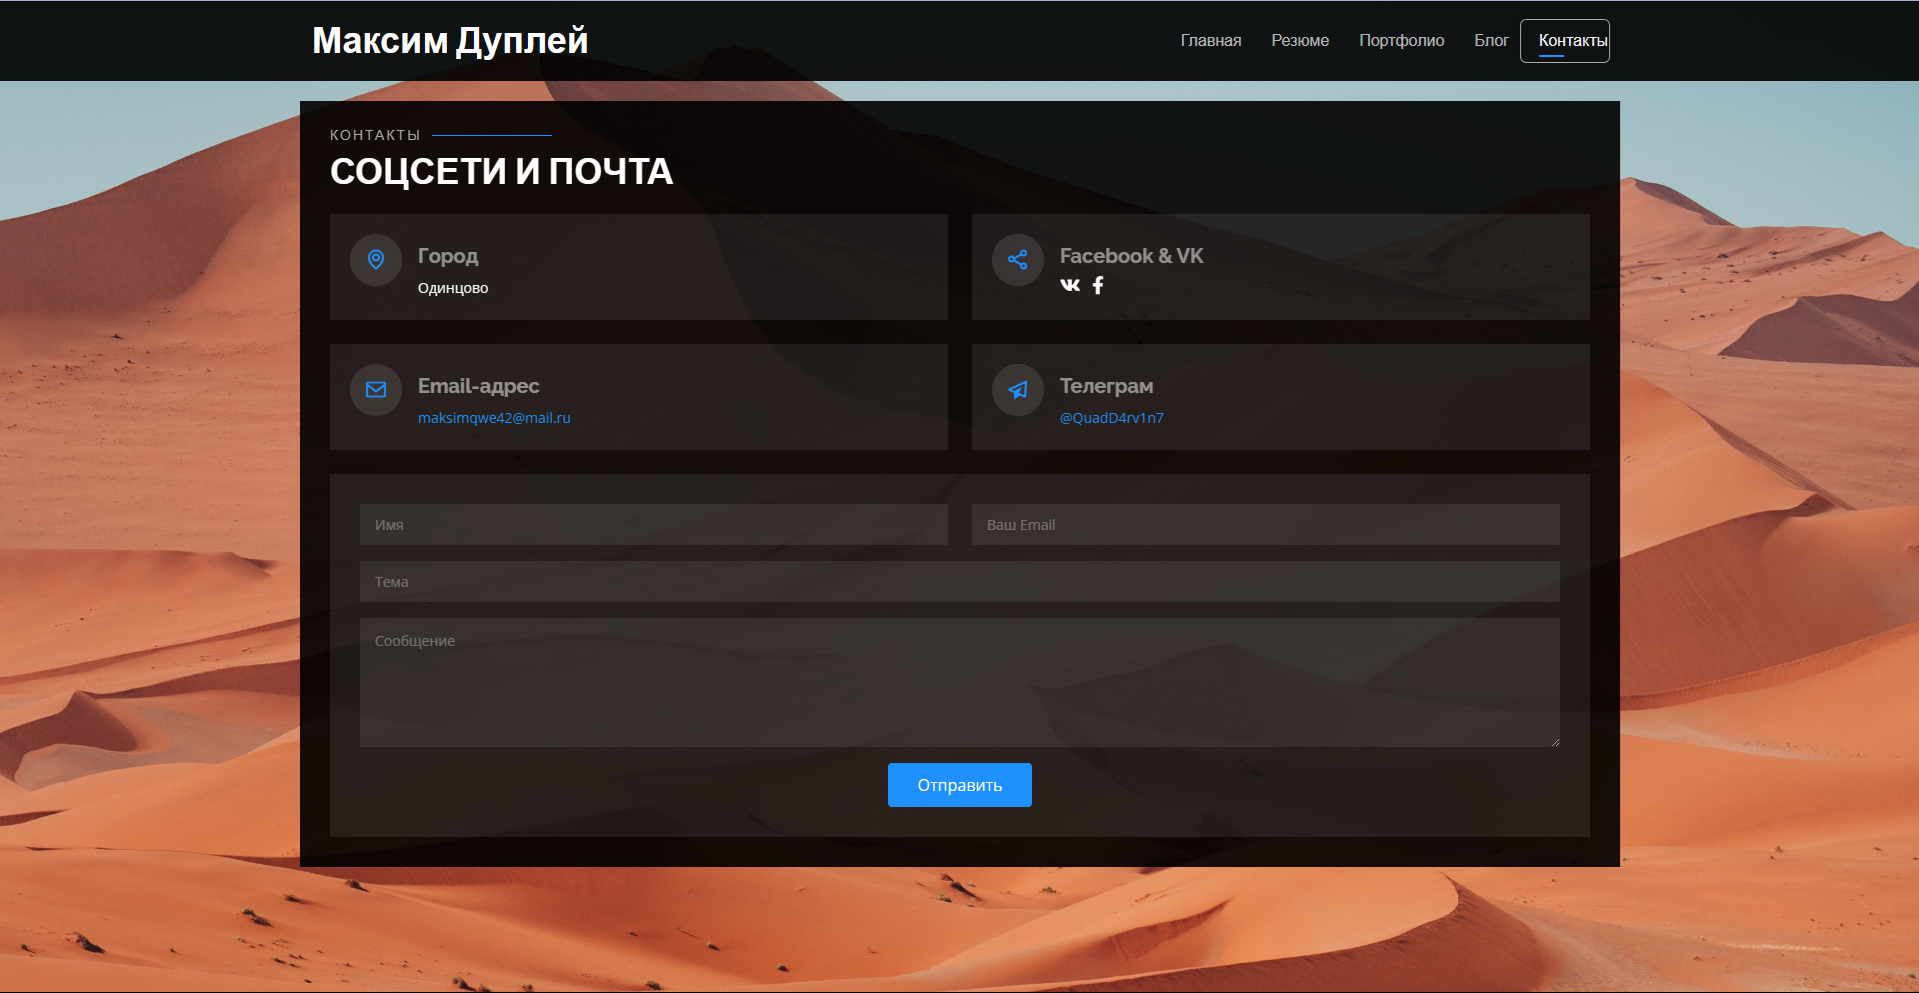 Максим Дуплей
Главная Резюме Портфолио Блог Контакты
КОНТАКТЫ
СОЦСЕТИ И ПОЧТА
Город
Одинцово
Facebook & VK
Email-адрес
maksimqwe42@mail.ru
Телеграм
@QuadD4rv1n7
Имя
Ваш Email
Тема
Сообщение
Отправить